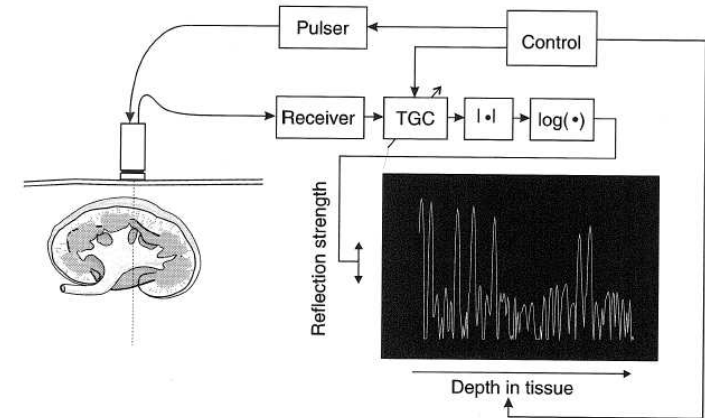 Pulser
Control
Receiver
TGC
|•|
log(•)
Reflection strength
Depth in tissue